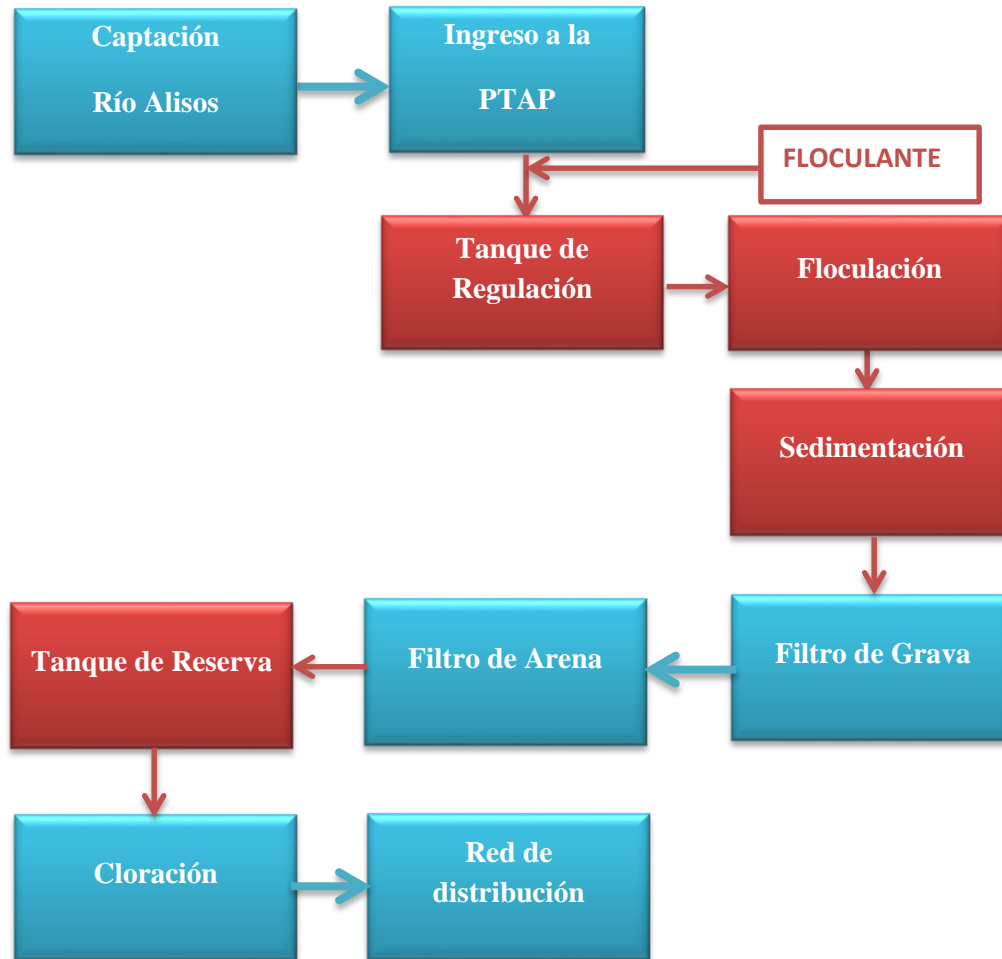 Captación
Río Alisos
Ingreso a la
PTAP
FLOCULANTE
Tanque de
Regulación
Floculación
Sedimentación
Filtro de Grava
Filtro de Arena
Tanque de Reserva
Cloración
Red de
distribución